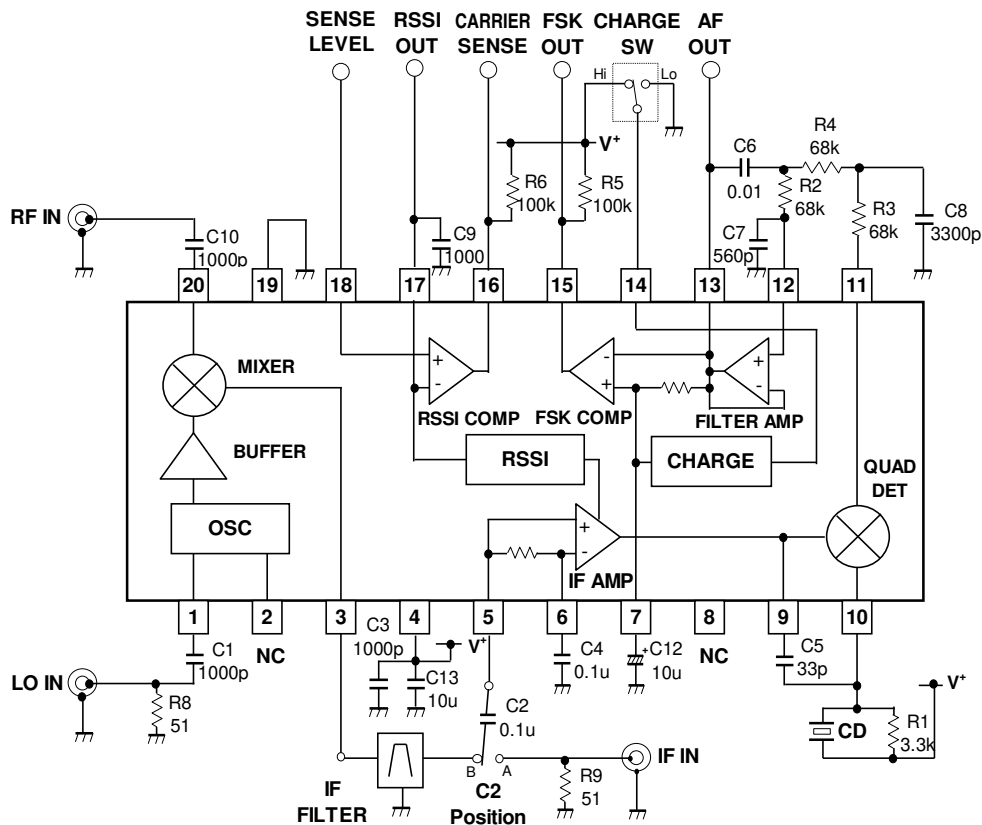 SENSE LEVEL
RSSI OUT
CARRIER SENSE
FSK OUT
CHARGE SW
AF OUT
Hi
Lo
V+
R6
100k
R5
100k
C6
0.01
R4
68k
R2
68k
R3
68k
C8
3300p
C7
560p
RF IN
C10
1000p
C9
1000
20
19
18
17
16
15
14
13
12
11
MIXER
+
-
RSSI COMP
-
+
FSK COMP
+
-
FILTER AMP
BUFFER
RSSI
CHARGE
QUAD DET
OSC
+
-
IF AMP
1
2
3
4
5
6
7
8
9
10
NC
NC
C1
1000p
LO IN
R8
51
C3
1000p
V+
C13
10u
C2
0.1u
C4
0.1u
+
C12
10u
C5
33p
V+
CD
R1
3.3k
B
A
IF FILTER
C2 Position
R9
51
IF IN